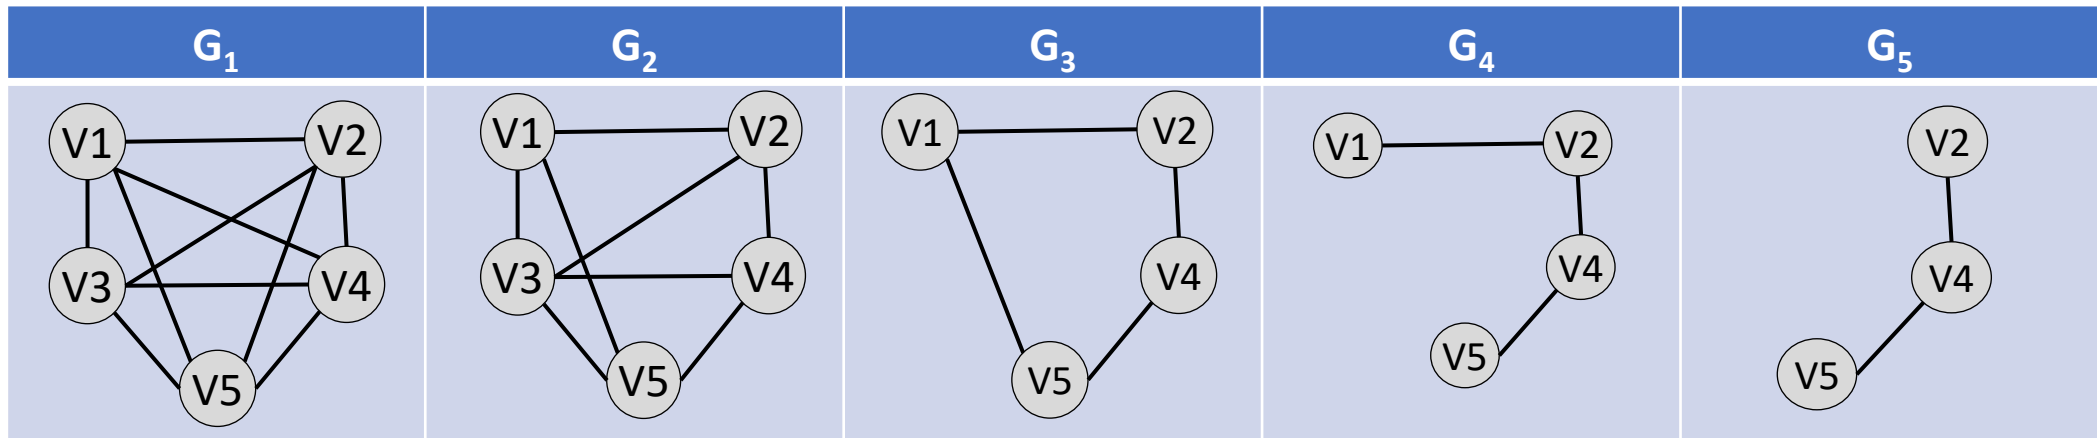 G₁ G₂ G₃ G₄ G₅
V1 V2 V1 V2 V1 V2 V1 V2 V2
V3 V4 V3 V4 V4 V4 V4
V5 V5 V5 V5 V5